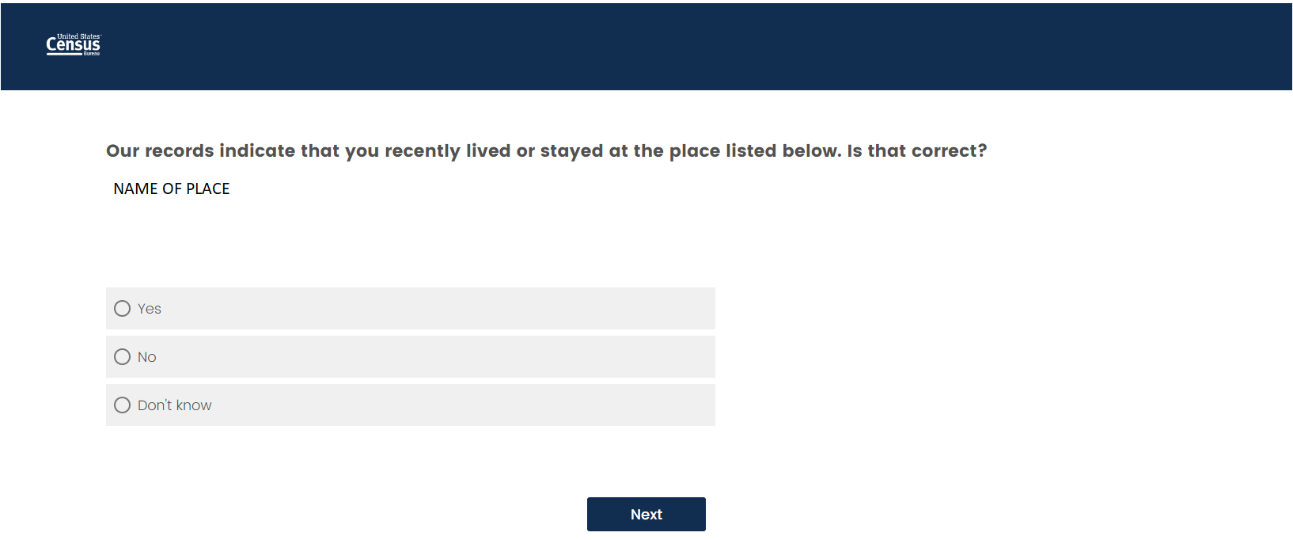 United States®
Census
Bureau
Our records indicate that you recently lived or stayed at the place listed below. Is that correct?
NAME OF PLACE
Yes
No
Don't know
Next